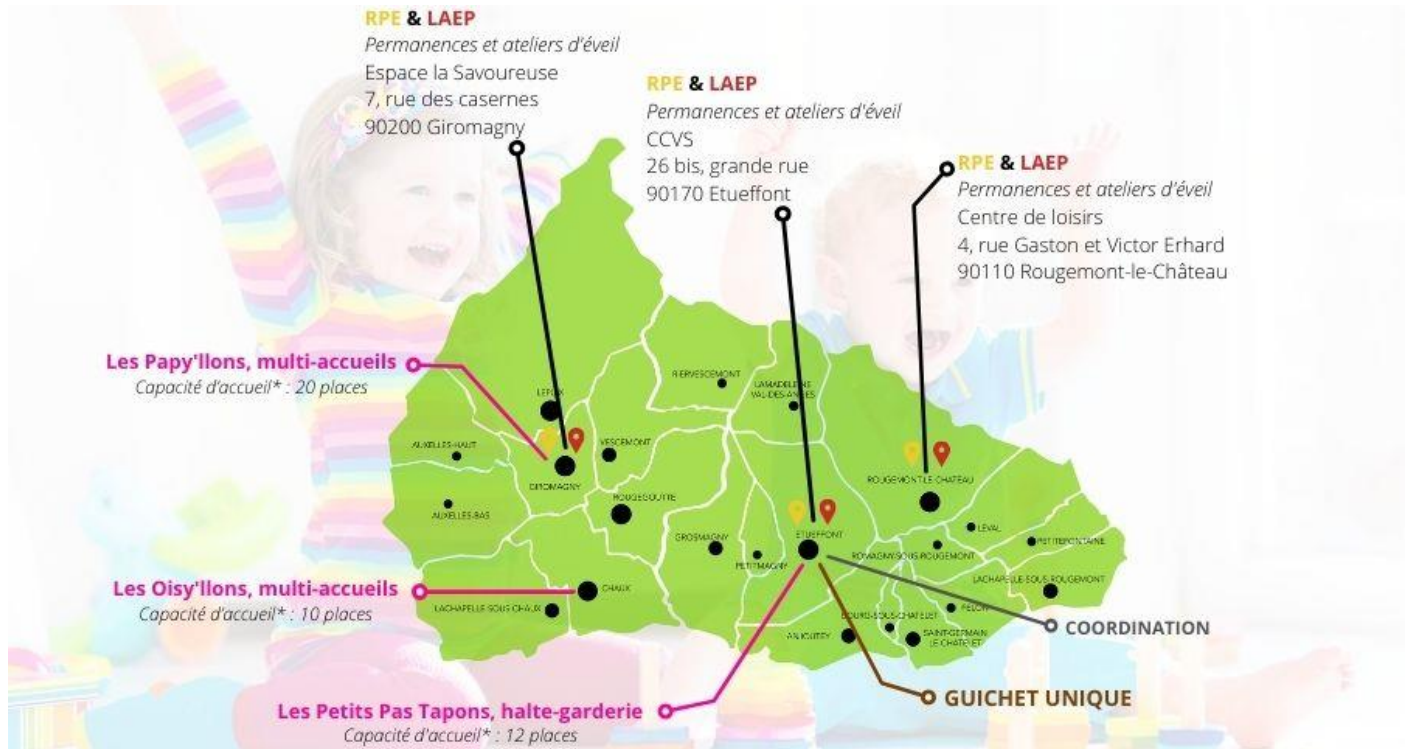 RPE & LAEP
Permanences et ateliers d'éveil
Espace la Savoureuse
7, rue des casernes
90200 Giromagny
RPE & LAEP
Permanences et ateliers d'éveil
CCVS
26 bis, grande rue
90170 Etueffont
RPE & LAEP
Permanences et ateliers d'éveil
Centre de loisirs
4, rue Gaston et Victor Erhard
90110 Rougemont-le-Château
Les Papy'llons, multi-accueils
Capacité d'accueil* : 20 places
RIERVESCEMONT
LAMADELEINE
VAL-DES-ANGES
LEPUIX
AUXELLES-HAUT
VESCEMONT
ROUGEMONT-LE-CHATEAU
GIROMAGNY
ROUGEGOUTTE
AUXELLES-BAS
LEVAL
ETUEFFONT
GROSMAGNY
PETITEFONTAINE
ROMAGNY-SOUS-ROUGEMONT
PETITMAGNY
LACHAPELLE-SOUS-ROUGEMONT
Les Oisy'llons, multi-accueils
Capacité d'accueil* : 10 places
CHAUX
LACHAPELLE-SOUS-CHAUX
FELON
BOURG-SOUS-CHATELET
ANJOUTEY
SAINT-GERMAIN
LE-CHATELET
COORDINATION
GUICHET UNIQUE
Les Petits Pas Tapons, halte-garderie
Capacité d'accueil* : 12 places